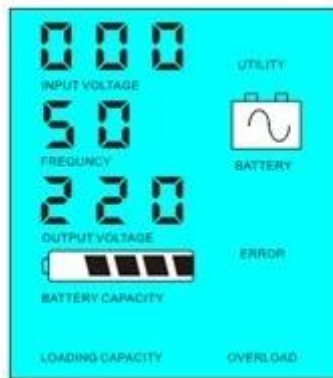 000
INPUT VOLTAGE
UTILITY
50
FREQUNCY
BATTERY
220
OUTPUT VOLTAGE
ERROR
BATTERY CAPACITY
LOADING CAPACITY
OVERLOAD